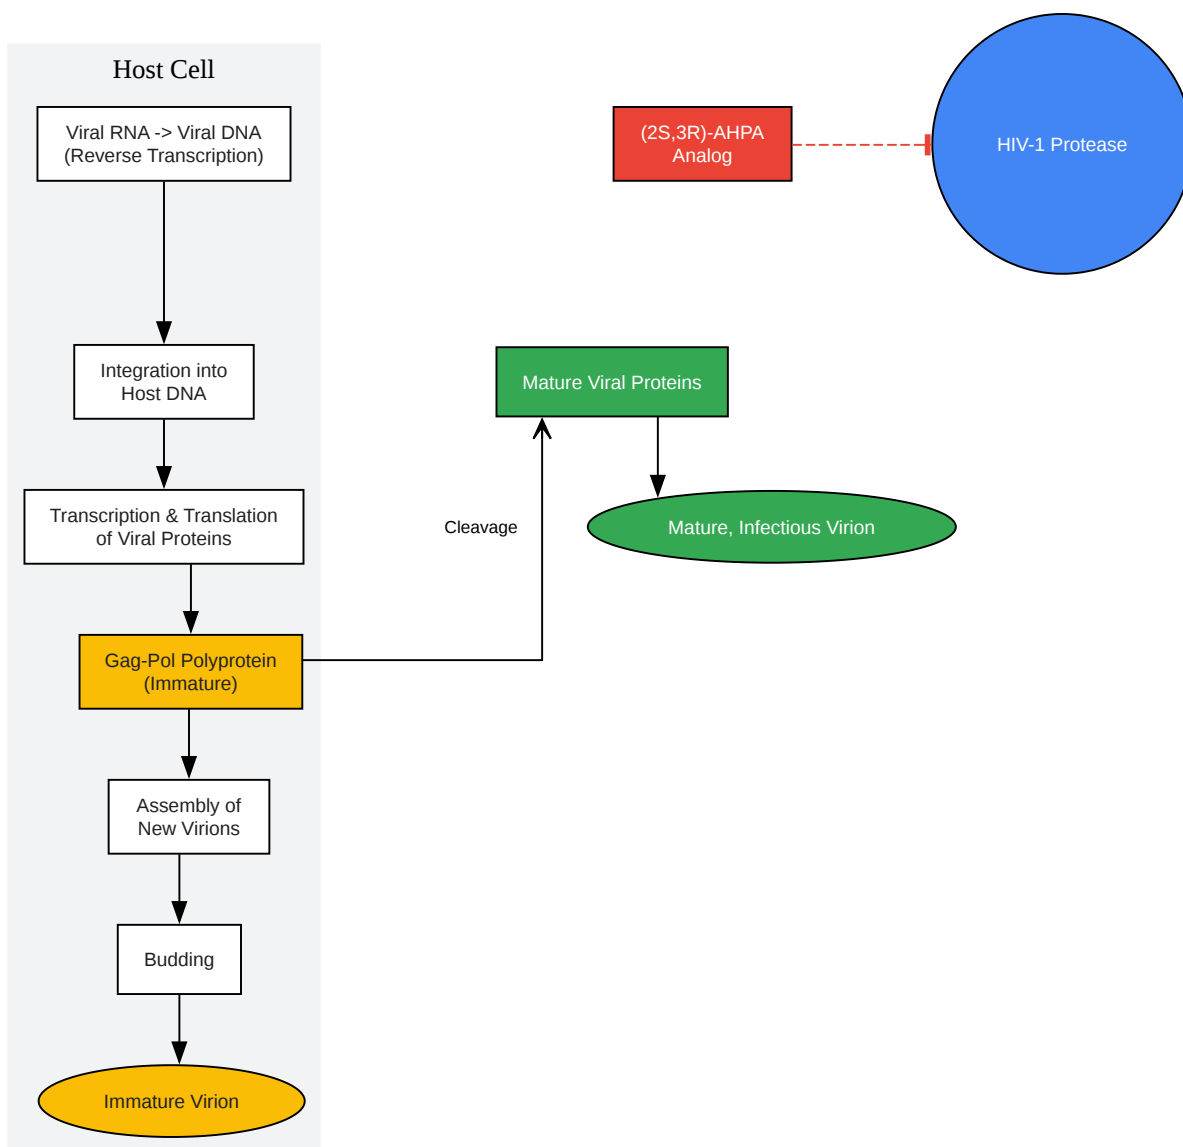 Host Cell
Viral RNA -> Viral DNA
(Reverse Transcription)
(2S,3R)-AHPA
Analog
HIV-1 Protease
Integration into
Host DNA
Mature Viral Proteins
Transcription & Translation
of Viral Proteins
Cleavage
Mature, Infectious Virion
Gag-Pol Polyprotein
(Immature)
Assembly of
New Virions
Budding
Immature Virion